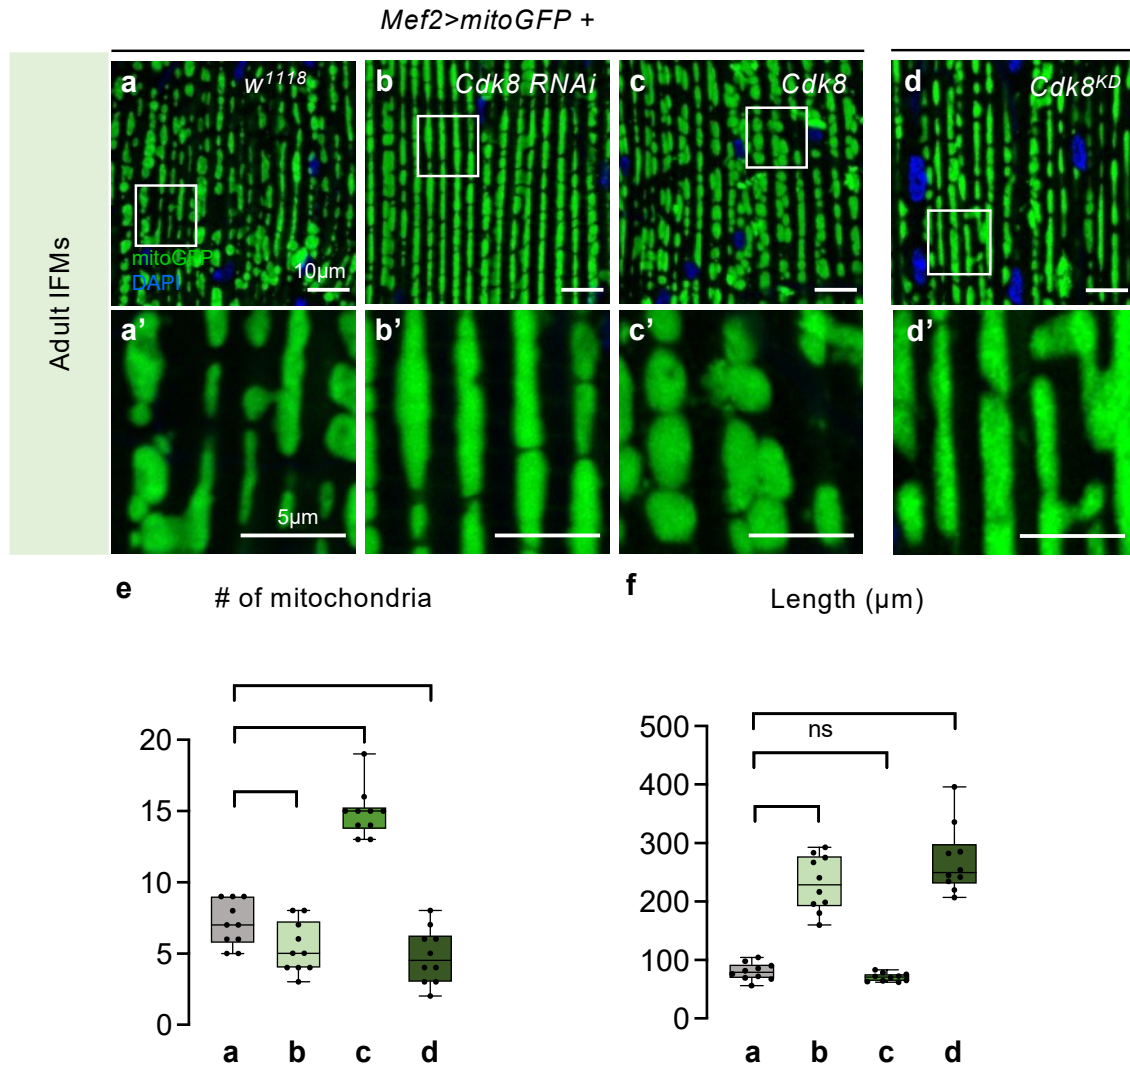 Mef2>mitoGFP +
Adult IFMs
a w1118
b Cdk8 RNAi
c Cdk8
d Cdk8KD
mitoGFP
DAPI
10µm
a’ b’ c’ d’
5µm
e # of mitochondria
f Length (µm)
20
15
10
5
0
a b c d
ns
500
400
300
200
100
0
a b c d